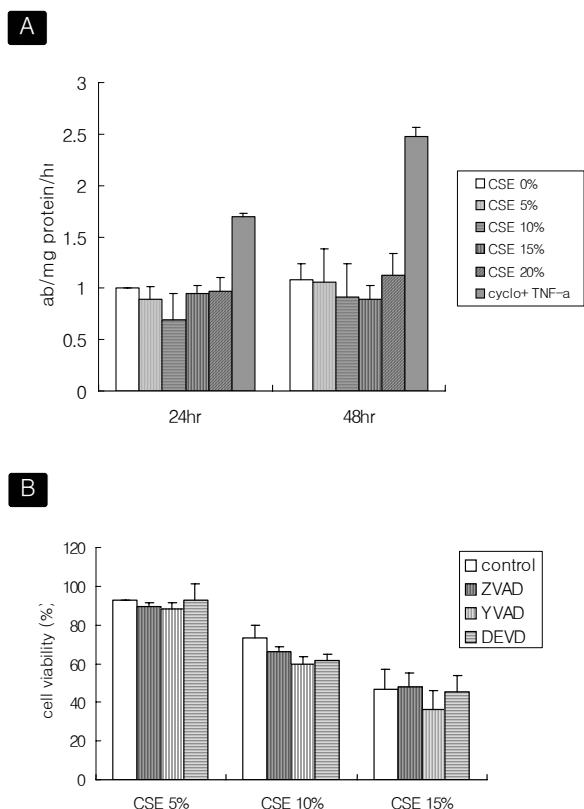 A
3
2.5
2
1.5
1
0.5
0
ab/mg protein/hr
24hr 48hr
CSE 0%
CSE 5%
CSE 10%
CSE 15%
CSE 20%
cyclo+ TNF-a
B
120
100
80
60
40
20
0
cell viability (%)
CSE 5% CSE 10% CSE 15%
control
ZVAD
YVAD
DEVD